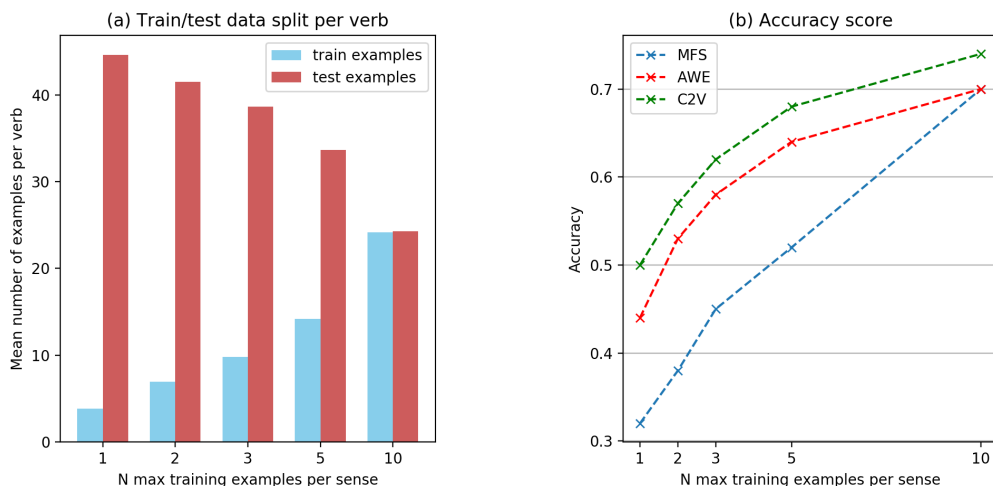 (a) Train/test data split per verb
train examples
test examples
Mean number of examples per verb
40
30
20
10
0
1 2 3 5 10
N max training examples per sense
(b) Accuracy score
MFS
AWE
C2V
Accuracy
0.7
0.6
0.5
0.4
0.3
1 2 3 5 10
N max training examples per sense